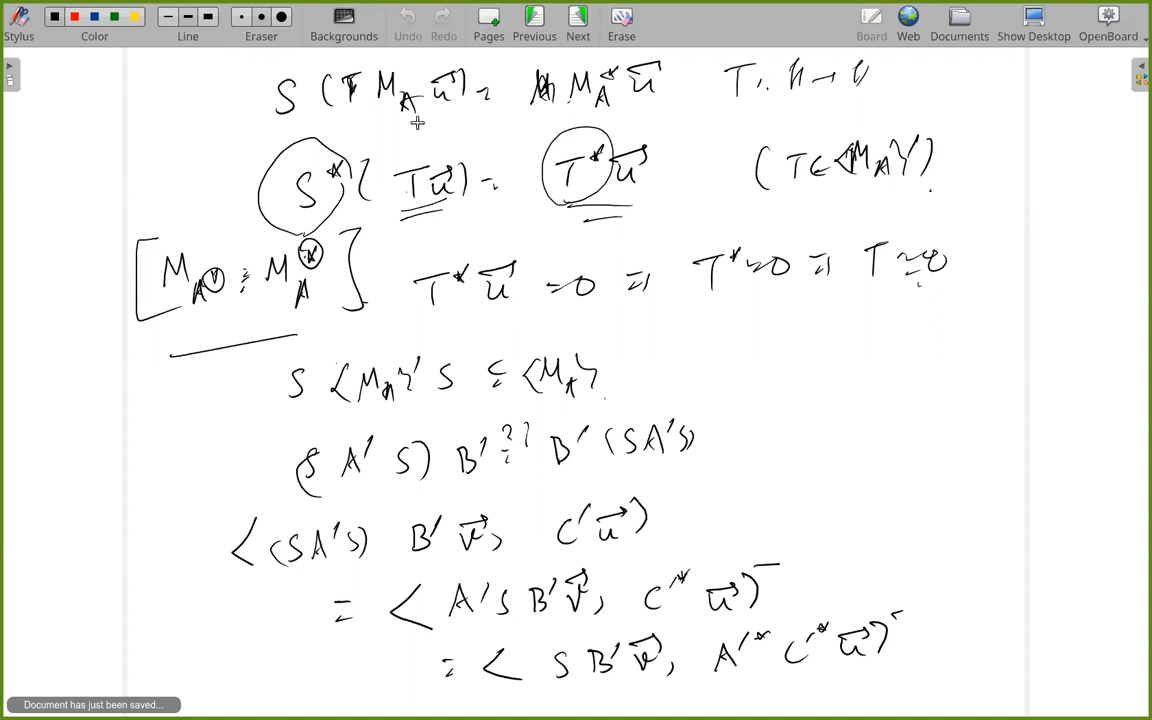 Stylus Color Line Eraser Backgrounds Undo Redo Pages Previous Next Erase Board Web Documents Show Desktop OpenBoard
S (T M_A u⃗) = M_A^* u⃗ T:
S^* ( T u⃗ ) = T^* u⃗ ( T ∈ {M_A}' ).
[ M_A = M_A^* ] T^* u⃗ = 0 ⇒ T^* = 0 ⇒ T = 0
S {M_A}' S ⊆ {M_A}.
(S A' S) B' ?? = B' (S A' S)
< (S A' S) B' v⃗, C' u⃗ )
= < A' S B' v⃗, C'^* u⃗ )^-
= < S B' v⃗, A'^* C'^* u⃗ )^-
Document has just been saved...